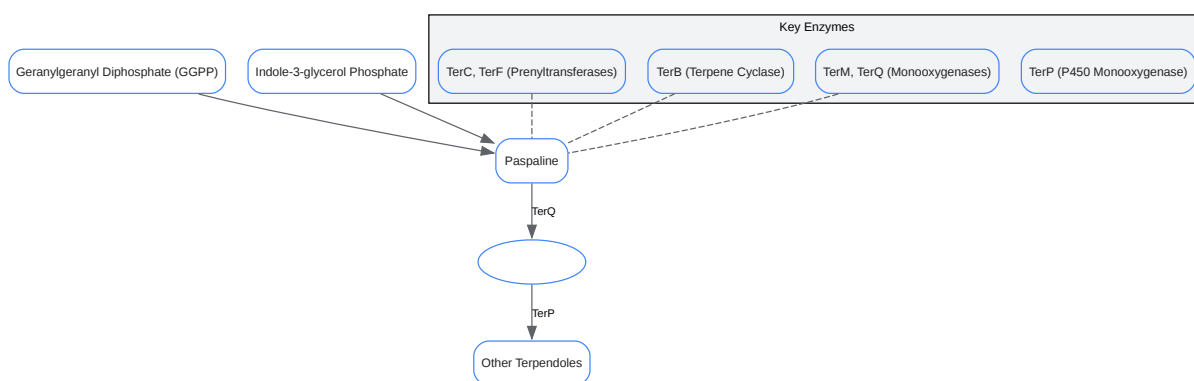 Key Enzymes
Geranylgeranyl Diphosphate (GGPP)
Indole-3-glycerol Phosphate
TerC, TerF (Prenyltransferases)
TerB (Terpene Cyclase)
TerM, TerQ (Monooxygenases)
TerP (P450 Monooxygenase)
Paspaline
TerQ
TerP
Other Terpendoles